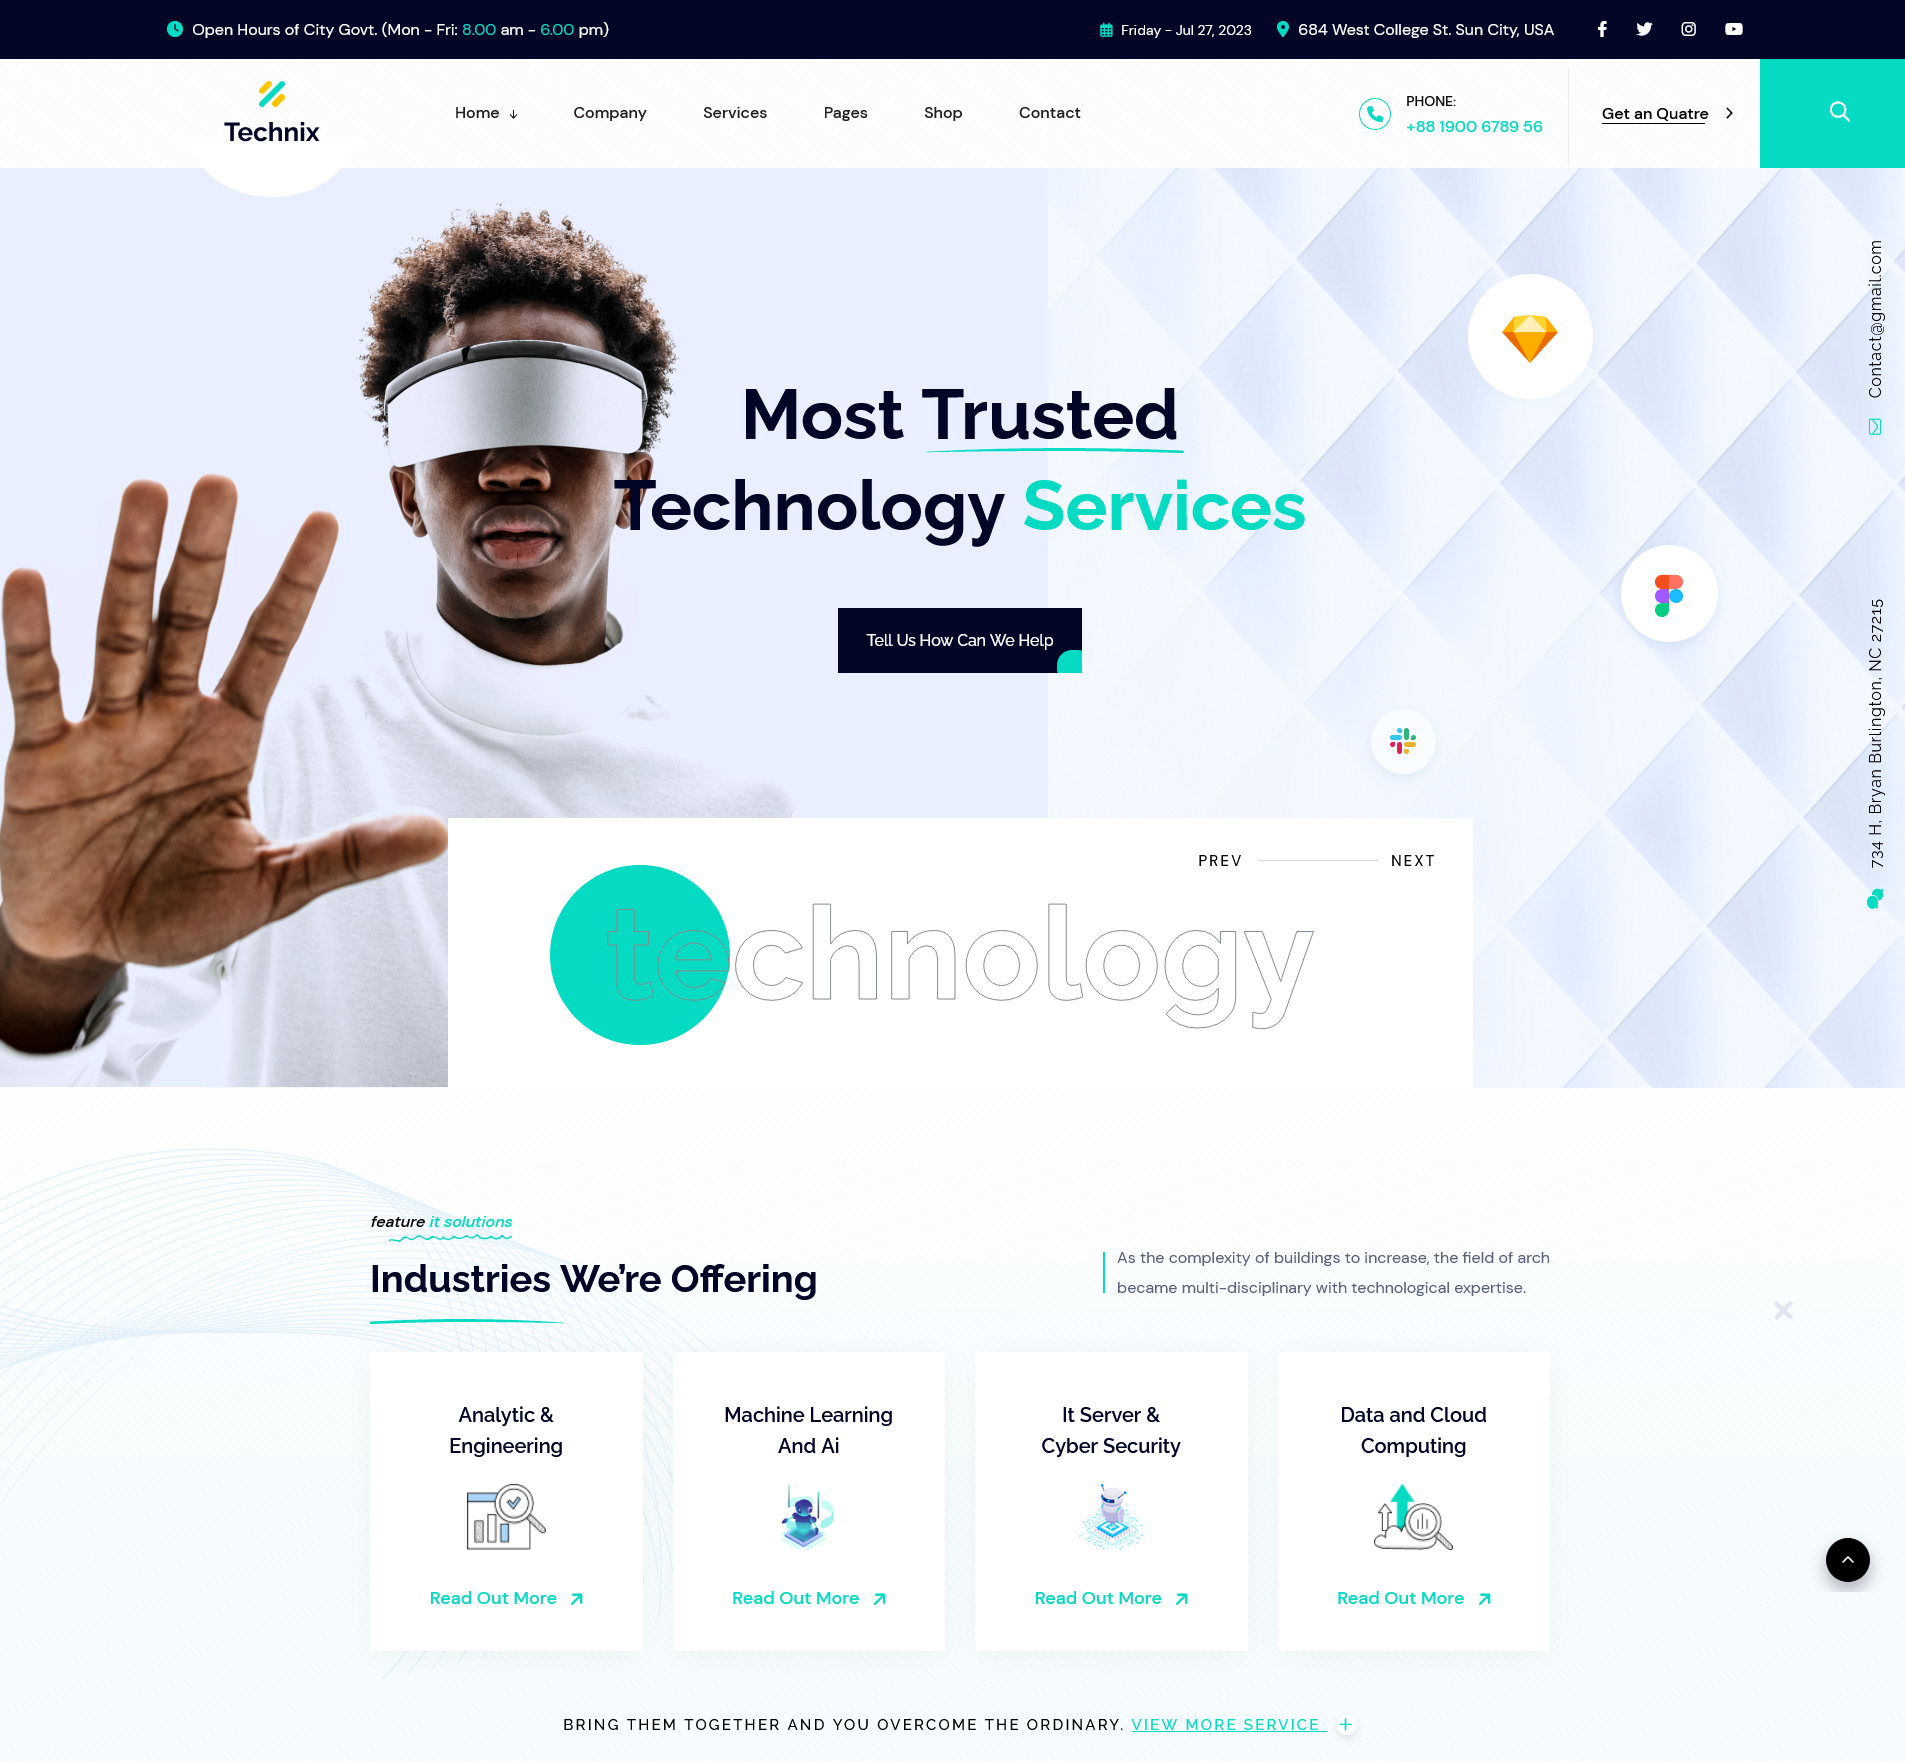 Open Hours of City Govt. (Mon - Fri: 8.00 am - 6.00 pm)
Friday - Jul 27, 2023
684 West College St. Sun City, USA
Technix
Home
Company
Services
Pages
Shop
Contact
PHONE:
+88 1900 6789 56
Get an Quatre
Contact@gmail.com
734 H, Bryan Burlington, NC 27215
Most Trusted
Technology Services
Tell Us How Can We Help
PREV
NEXT
technology
feature it solutions
Industries We’re Offering
As the complexity of buildings to increase, the field of arch
became multi-disciplinary with technological expertise.
Analytic &
Engineering
Read Out More
Machine Learning
And Ai
Read Out More
It Server &
Cyber Security
Read Out More
Data and Cloud
Computing
Read Out More
BRING THEM TOGETHER AND YOU OVERCOME THE ORDINARY. VIEW MORE SERVICE